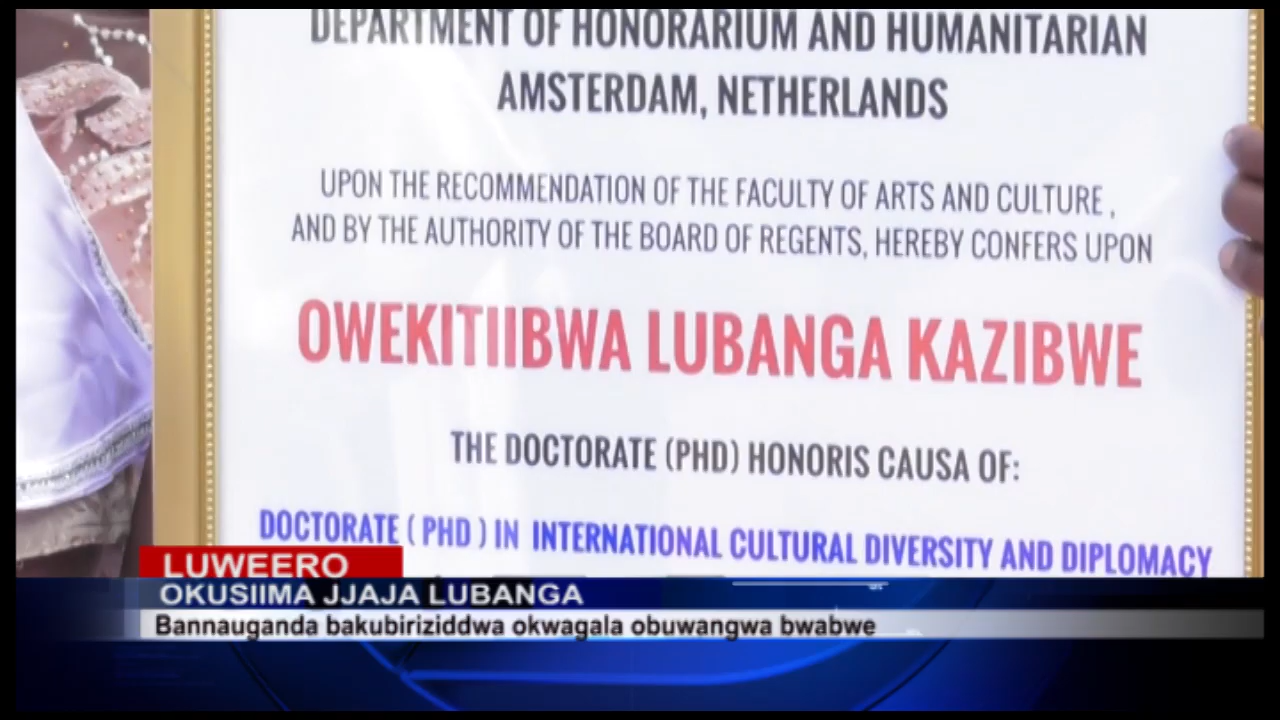 DEPARTMENT OF HONORARIUM AND HUMANITARIAN
AMSTERDAM, NETHERLANDS
UPON THE RECOMMENDATION OF THE FACULTY OF ARTS AND CULTURE ,
AND BY THE AUTHORITY OF THE BOARD OF REGENTS, HEREBY CONFERS UPON
OWEKITIIBWA LUBANGA KAZIBWE
THE DOCTORATE (PHD) HONORIS CAUSA OF:
DOCTORATE ( PHD ) IN INTERNATIONAL CULTURAL DIVERSITY AND DIPLOMACY
LUWEERO
OKUSIIMA JJAJA LUBANGA
Bannauganda bakubiriziddwa okwagala obuwangwa bwabwe